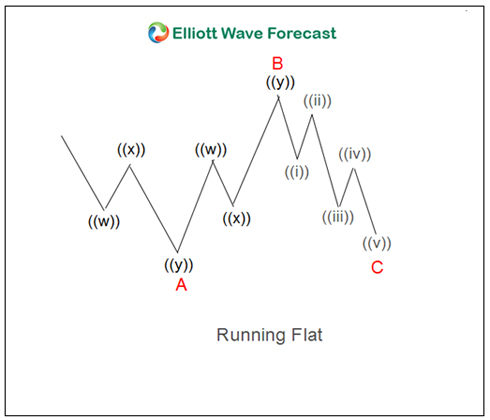 Elliott Wave Forecast
B
((y))
((ii))
((x))
((w))
((iv))
((i))
((w))
((x))
((iii))
((v))
((y))
C
A
Running Flat